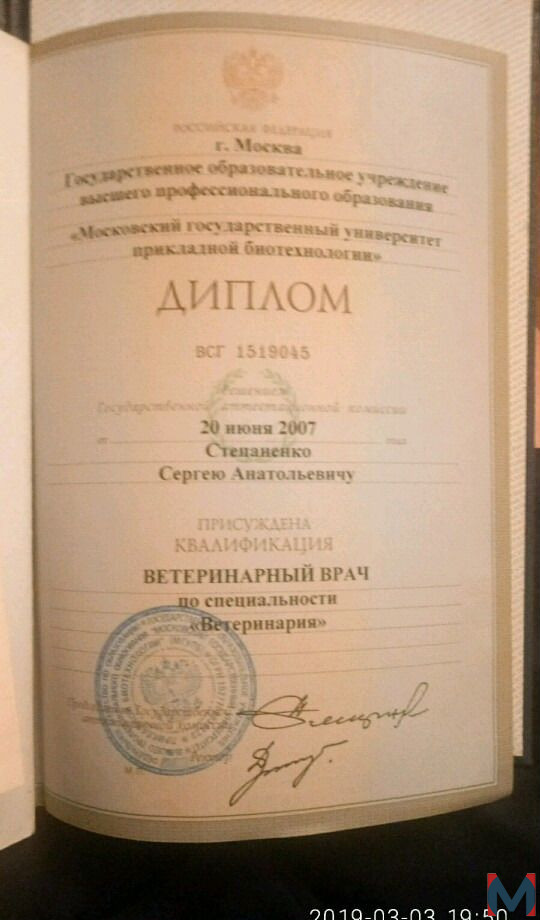 РОССИЙСКАЯ ФЕДЕРАЦИЯ
г. Москва
Государственное образовательное учреждение
высшего профессионального образования
«Московский государственный университет
прикладной биотехнологии»
ДИПЛОМ
ВСГ 1519045
Решением
Государственной аттестационной комиссии
от 20 июня 2007 года
Степаненко
Сергею Анатольевичу
ПРИСУЖДЕНА
КВАЛИФИКАЦИЯ
ВЕТЕРИНАРНЫЙ ВРАЧ
по специальности
«Ветеринария»
2019-03-03 19:50
M